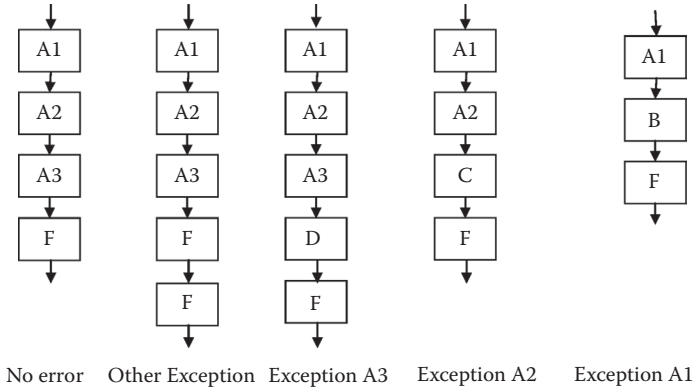 A1 A1 A1 A1 A1
A2 A2 A2 A2 B
A3 A3 A3 C F
F F D F
F F
No error Other Exception Exception A3 Exception A2 Exception A1